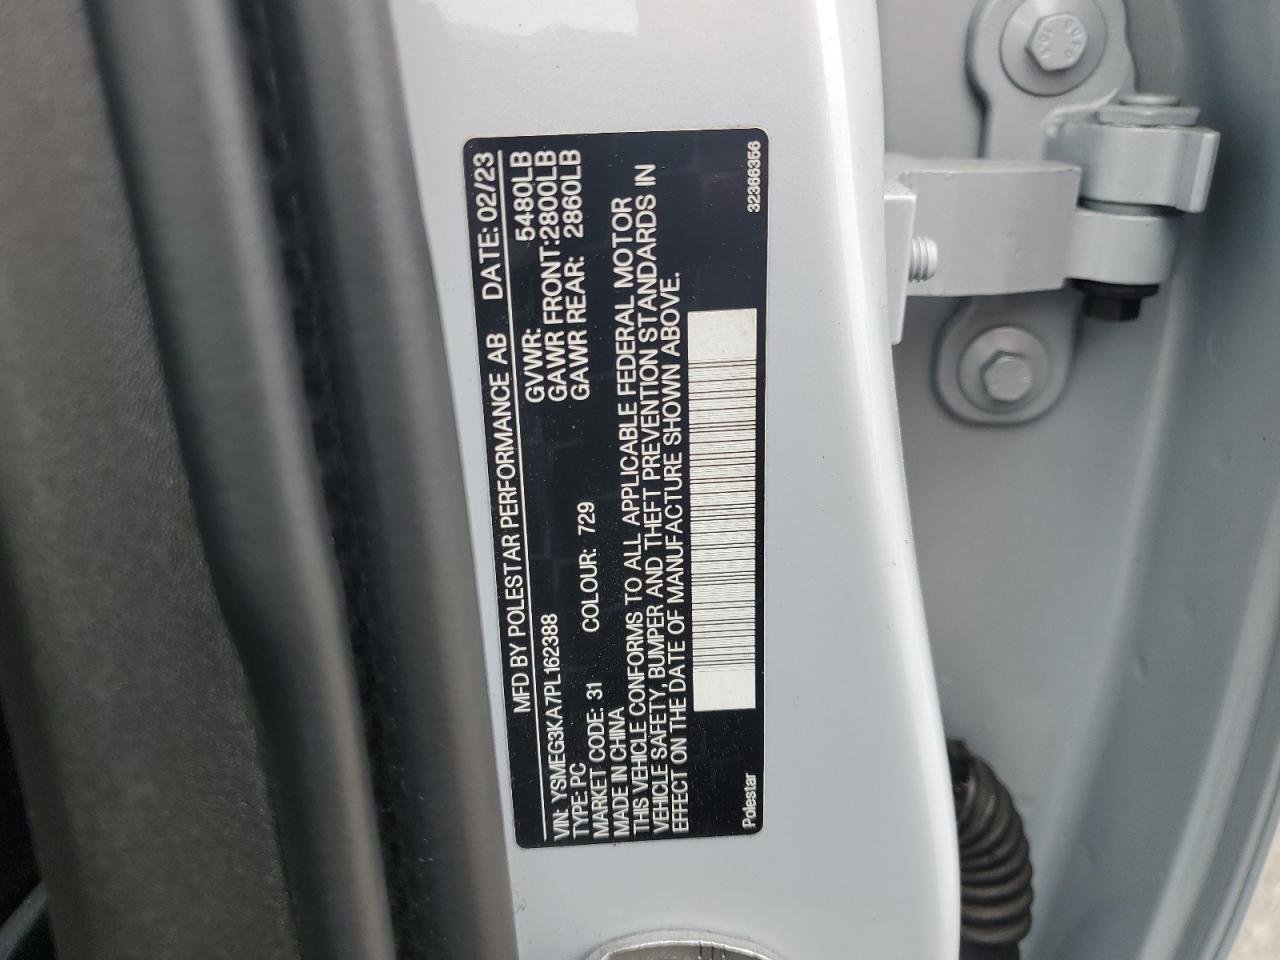 MFD BY POLESTAR PERFORMANCE AB DATE: 02/23
VIN: YSMEG3KA7PL162388 GVWR: 5480LB
TYPE: PC GAWR FRONT: 2800LB
MARKET CODE: 31 COLOUR: 729 GAWR REAR: 2860LB
MADE IN CHINA
THIS VEHICLE CONFORMS TO ALL APPLICABLE FEDERAL MOTOR
VEHICLE SAFETY, BUMPER AND THEFT PREVENTION STANDARDS IN
EFFECT ON THE DATE OF MANUFACTURE SHOWN ABOVE.
Polestar 32366356